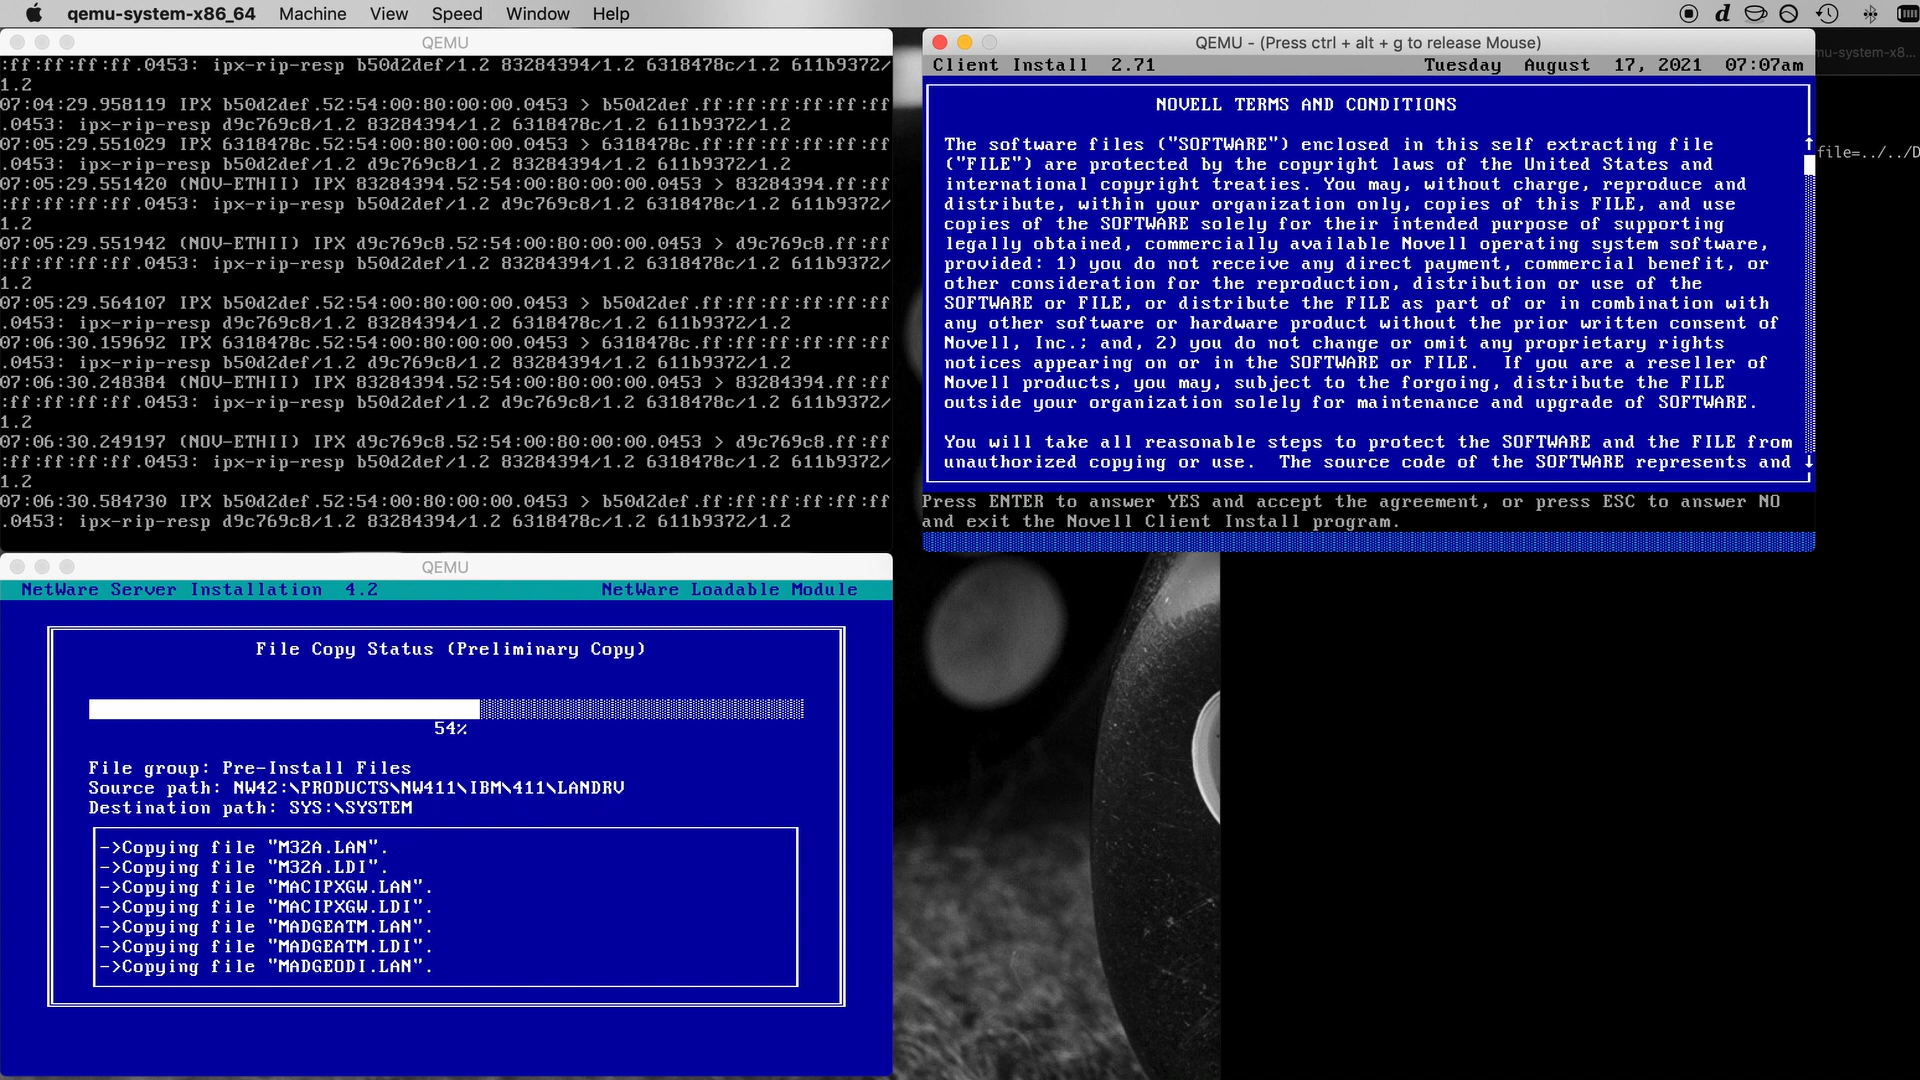 qemu-system-x86_64 Machine View Speed Window Help
QEMU
:ff:ff:ff:ff.0453: ipx-rip-resp b50d2def/1.2 83284394/1.2 6318478c/1.2 611b9372/
1.2
07:04:29.958119 IPX b50d2def.52:54:00:80:00:00.0453 > b50d2def.ff:ff:ff:ff:ff:ff
.0453: ipx-rip-resp d9c769c8/1.2 83284394/1.2 6318478c/1.2 611b9372/1.2
07:05:29.551029 IPX 6318478c.52:54:00:80:00:00.0453 > 6318478c.ff:ff:ff:ff:ff:ff
.0453: ipx-rip-resp b50d2def/1.2 d9c769c8/1.2 83284394/1.2 611b9372/1.2
07:05:29.551420 (NOV-ETHII) IPX 83284394.52:54:00:80:00:00.0453 > 83284394.ff:ff
:ff:ff:ff:ff.0453: ipx-rip-resp b50d2def/1.2 d9c769c8/1.2 6318478c/1.2 611b9372/
1.2
07:05:29.551942 (NOV-ETHII) IPX d9c769c8.52:54:00:80:00:00.0453 > d9c769c8.ff:ff
:ff:ff:ff:ff.0453: ipx-rip-resp b50d2def/1.2 83284394/1.2 6318478c/1.2 611b9372/
1.2
07:05:29.564107 IPX b50d2def.52:54:00:80:00:00.0453 > b50d2def.ff:ff:ff:ff:ff:ff
.0453: ipx-rip-resp d9c769c8/1.2 83284394/1.2 6318478c/1.2 611b9372/1.2
07:06:30.159692 IPX 6318478c.52:54:00:80:00:00.0453 > 6318478c.ff:ff:ff:ff:ff:ff
.0453: ipx-rip-resp b50d2def/1.2 d9c769c8/1.2 83284394/1.2 611b9372/1.2
07:06:30.248384 (NOV-ETHII) IPX 83284394.52:54:00:80:00:00.0453 > 83284394.ff:ff
:ff:ff:ff:ff.0453: ipx-rip-resp b50d2def/1.2 d9c769c8/1.2 6318478c/1.2 611b9372/
1.2
07:06:30.249197 (NOV-ETHII) IPX d9c769c8.52:54:00:80:00:00.0453 > d9c769c8.ff:ff
:ff:ff:ff:ff.0453: ipx-rip-resp b50d2def/1.2 83284394/1.2 6318478c/1.2 611b9372/
1.2
07:06:30.584730 IPX b50d2def.52:54:00:80:00:00.0453 > b50d2def.ff:ff:ff:ff:ff:ff
.0453: ipx-rip-resp d9c769c8/1.2 83284394/1.2 6318478c/1.2 611b9372/1.2
QEMU - (Press ctrl + alt + g to release Mouse)
mu-system-x8...
Client Install 2.71 Tuesday August 17, 2021 07:07am
NOVELL TERMS AND CONDITIONS
The software files ("SOFTWARE") enclosed in this self extracting file
file=../../D
("FILE") are protected by the copyright laws of the United States and
international copyright treaties. You may, without charge, reproduce and
distribute, within your organization only, copies of this FILE, and use
copies of the SOFTWARE solely for their intended purpose of supporting
legally obtained, commercially available Novell operating system software,
provided: 1) you do not receive any direct payment, commercial benefit, or
other consideration for the reproduction, distribution or use of the
SOFTWARE or FILE, or distribute the FILE as part of or in combination with
any other software or hardware product without the prior written consent of
Novell, Inc.; and, 2) you do not change or omit any proprietary rights
notices appearing on or in the SOFTWARE or FILE. If you are a reseller of
Novell products, you may, subject to the forgoing, distribute the FILE
outside your organization solely for maintenance and upgrade of SOFTWARE.
You will take all reasonable steps to protect the SOFTWARE and the FILE from
unauthorized copying or use. The source code of the SOFTWARE represents and
Press ENTER to answer YES and accept the agreement, or press ESC to answer NO
and exit the Novell Client Install program.
QEMU
NetWare Server Installation 4.2 NetWare Loadable Module
File Copy Status (Preliminary Copy)
54%
File group: Pre-Install Files
Source path: NW42:\PRODUCTS\NW411\IBM\411\LANDRV
Destination path: SYS:\SYSTEM
->Copying file "M32A.LAN".
->Copying file "M32A.LDI".
->Copying file "MACIPXGW.LAN".
->Copying file "MACIPXGW.LDI".
->Copying file "MADGEATM.LAN".
->Copying file "MADGEATM.LDI".
->Copying file "MADGEODI.LAN".